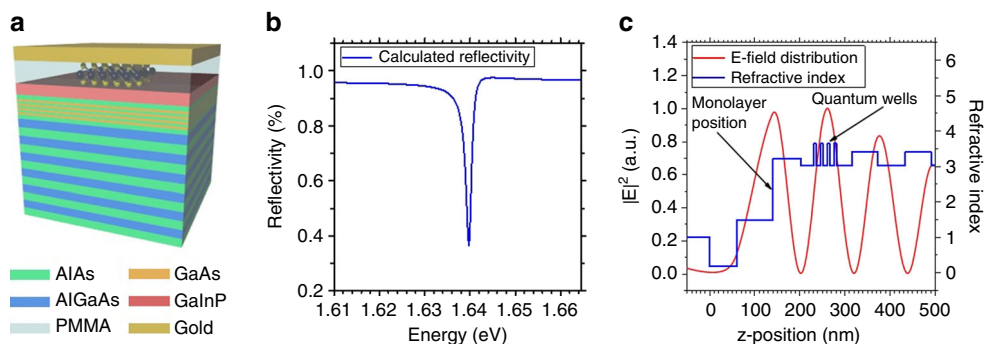 a
AlAs
GaAs
AlGaAs
GaInP
PMMA
Gold
b
Calculated reflectivity
1.0
0.8
0.6
0.4
0.2
Reflectivity (%)
1.61
1.62
1.63
1.64
1.65
1.66
Energy (eV)
c
E-field distribution
Refractive index
Monolayer
position
Quantum wells
1.4
1.2
1.0
0.8
0.6
0.4
0.2
0.0
|E|² (a.u.)
6
5
4
3
2
1
0
Refractive index
0
100
200
300
400
500
z-position (nm)